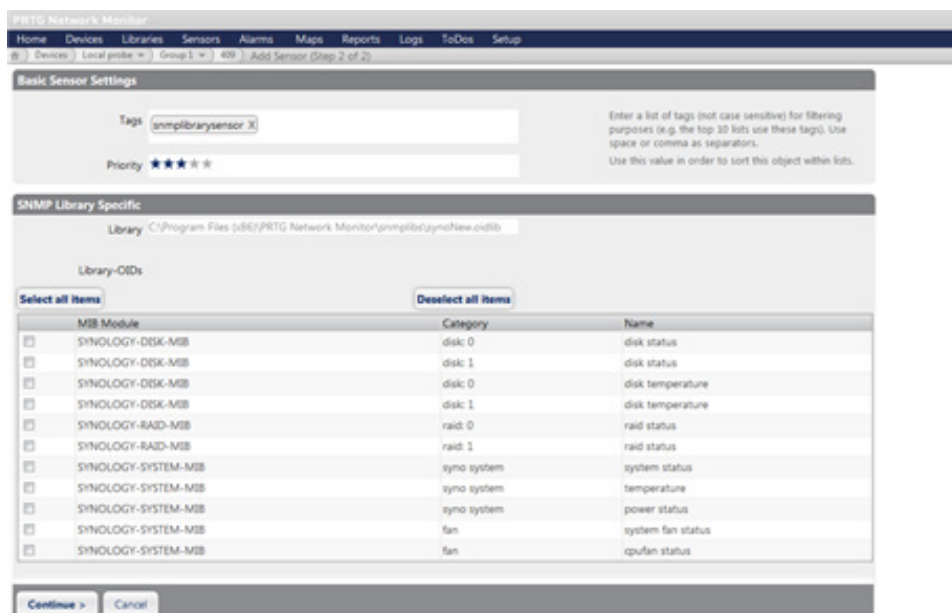 PRTG Network Monitor
Home Devices Libraries Sensors Alarms Maps Reports Logs ToDos Setup
Devices Local probe Group 1 409 Add Sensor (Step 2 of 2)
Basic Sensor Settings
Tags snmplibrarysensor X
Enter a list of tags (not case sensitive) for filtering
purposes (e.g. the top 10 lists use these tags). Use
space or comma as separators.
Priority ★★★★★
Use this value in order to sort this object within lists.
SNMP Library Specific
Library C:\Program Files (x86)\PRTG Network Monitor\snmplibs\synoNew.oidlib
Library-OIDs
Select all items Deselect all items
MIB Module Category Name
SYNOLOGY-DISK-MIB disk: 0 disk status
SYNOLOGY-DISK-MIB disk: 1 disk status
SYNOLOGY-DISK-MIB disk: 0 disk temperature
SYNOLOGY-DISK-MIB disk: 1 disk temperature
SYNOLOGY-RAID-MIB raid: 0 raid status
SYNOLOGY-RAID-MIB raid: 1 raid status
SYNOLOGY-SYSTEM-MIB syno system system status
SYNOLOGY-SYSTEM-MIB syno system temperature
SYNOLOGY-SYSTEM-MIB syno system power status
SYNOLOGY-SYSTEM-MIB fan system fan status
SYNOLOGY-SYSTEM-MIB fan cpufan status
Continue > Cancel